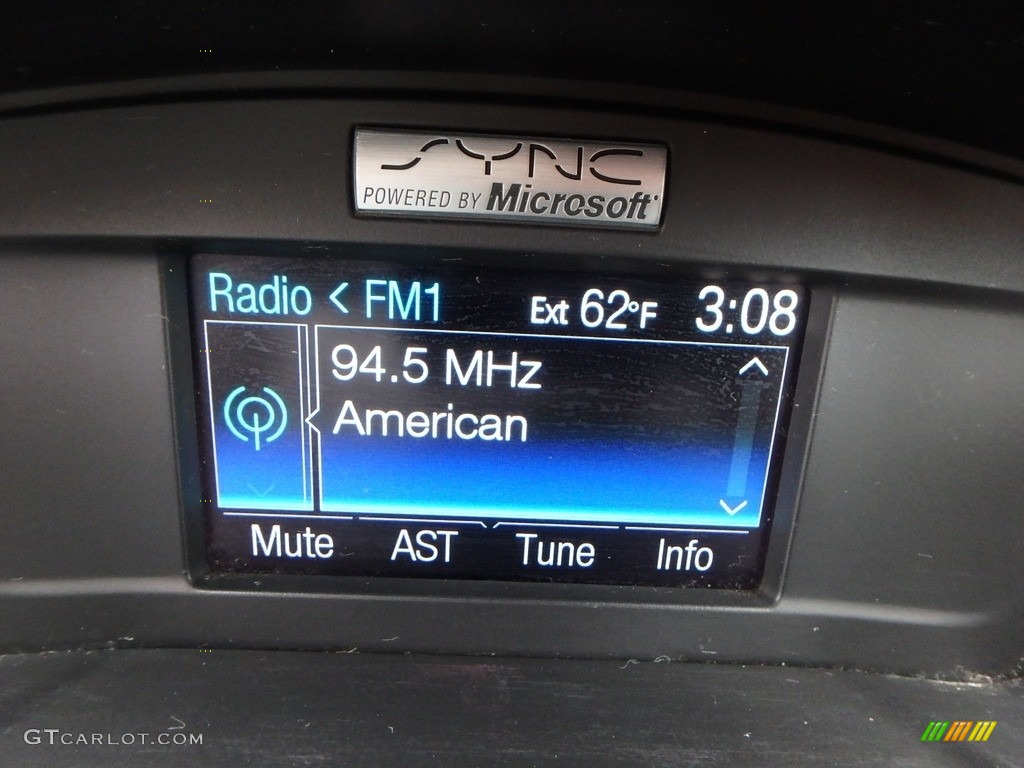 SYNC
POWERED BY Microsoft
Radio < FM1 Ext 62°F 3:08
94.5 MHz
American
Mute AST Tune Info
GTCARLOT.COM